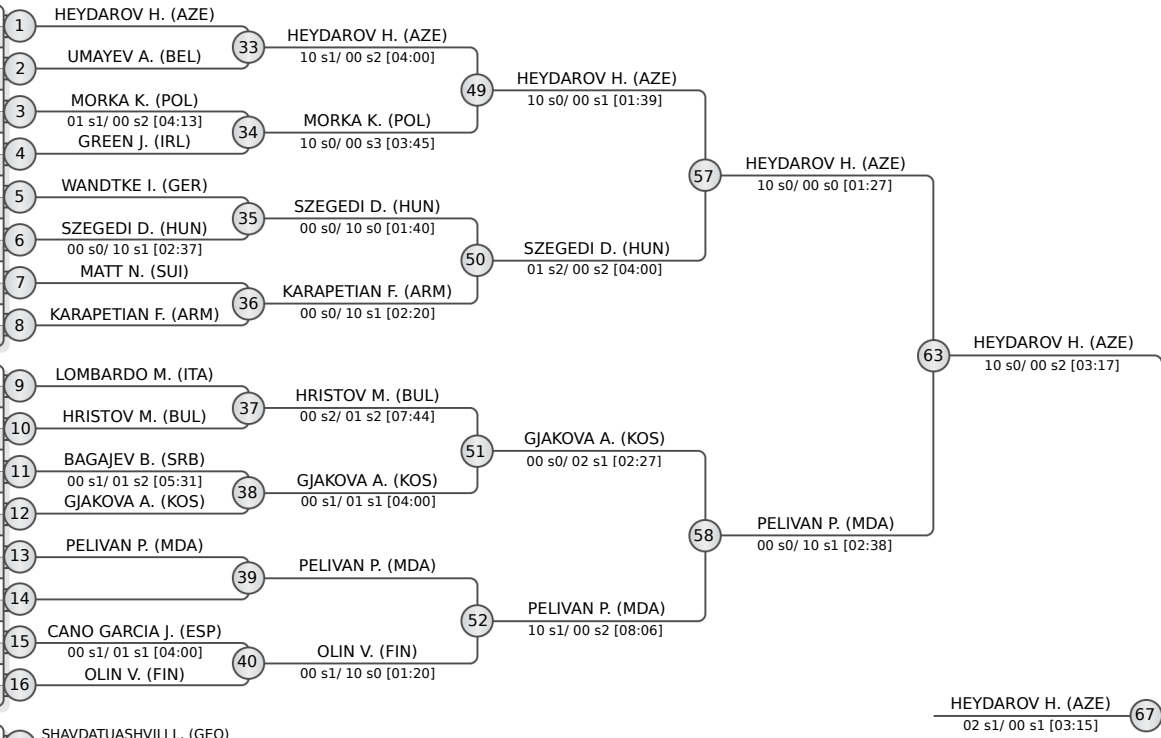 1
HEYDAROV H. (AZE)
2
UMAYEV A. (BEL)
33
HEYDAROV H. (AZE)
10 s1/ 00 s2 [04:00]
3
MORKA K. (POL)
01 s1/ 00 s2 [04:13]
4
GREEN J. (IRL)
34
MORKA K. (POL)
10 s0/ 00 s3 [03:45]
49
HEYDAROV H. (AZE)
10 s0/ 00 s1 [01:39]
5
WANDTKE I. (GER)
6
SZEGEDI D. (HUN)
00 s0/ 10 s1 [02:37]
35
SZEGEDI D. (HUN)
00 s0/ 10 s0 [01:40]
7
MATT N. (SUI)
8
KARAPETIAN F. (ARM)
36
KARAPETIAN F. (ARM)
00 s0/ 10 s1 [02:20]
50
SZEGEDI D. (HUN)
01 s2/ 00 s2 [04:00]
57
HEYDAROV H. (AZE)
10 s0/ 00 s0 [01:27]
9
LOMBARDO M. (ITA)
10
HRISTOV M. (BUL)
37
HRISTOV M. (BUL)
00 s2/ 01 s2 [07:44]
11
BAGAJEV B. (SRB)
00 s1/ 01 s2 [05:31]
12
GJAKOVA A. (KOS)
38
GJAKOVA A. (KOS)
00 s1/ 01 s1 [04:00]
51
GJAKOVA A. (KOS)
00 s0/ 02 s1 [02:27]
13
PELIVAN P. (MDA)
14
39
PELIVAN P. (MDA)
15
CANO GARCIA J. (ESP)
00 s1/ 01 s1 [04:00]
16
OLIN V. (FIN)
40
OLIN V. (FIN)
00 s1/ 10 s0 [01:20]
52
PELIVAN P. (MDA)
10 s1/ 00 s2 [08:06]
58
PELIVAN P. (MDA)
00 s0/ 10 s1 [02:38]
63
HEYDAROV H. (AZE)
10 s0/ 00 s2 [03:17]
HEYDAROV H. (AZE)
02 s1/ 00 s1 [03:15]
67
SHAVDATUASHVILI L. (GEO)